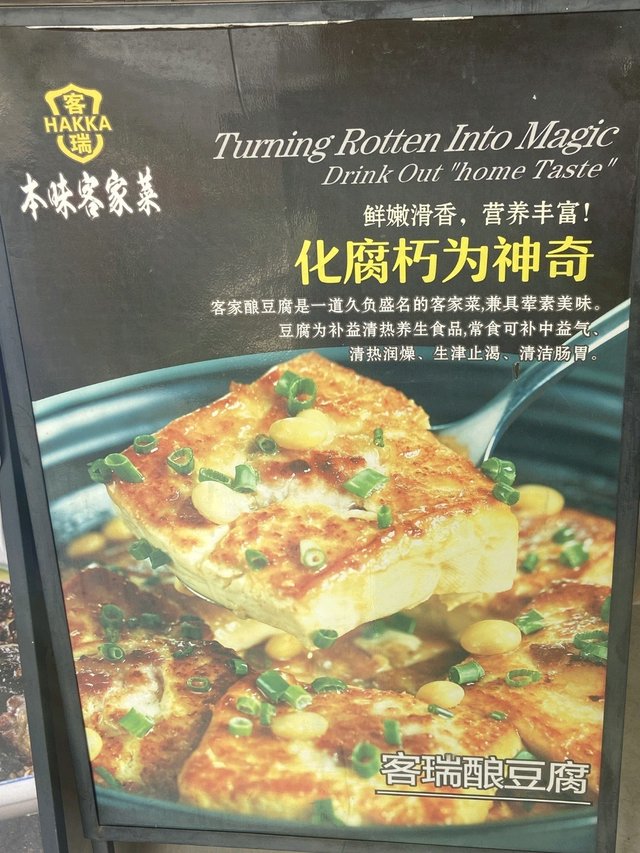 客
HAKKA
瑞
本味客家菜
Turning Rotten Into Magic
Drink Out "home Taste"
鲜嫩滑香，营养丰富！
化腐朽为神奇
客家酿豆腐是一道久负盛名的客家菜,兼具荤素美味。
豆腐为补益清热养生食品,常食可补中益气、
清热润燥、生津止渴、清洁肠胃。
客瑞酿豆腐